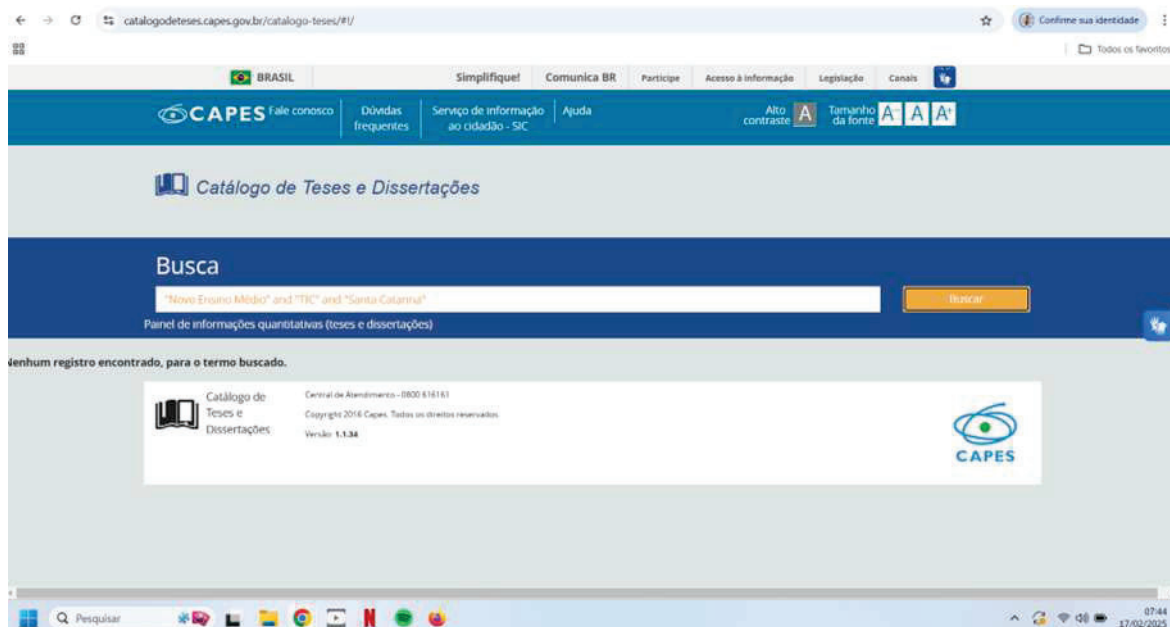 catalogodeteses.capes.gov.br/catalogo-teses/#!/
Confirme sua identidade
Todos os favoritos
BRASIL Simplifique! Comunica BR Participe Acesso à informação Legislação Canais
CAPES Fale conosco Dúvidas frequentes Serviço de informação ao cidadão - SIC Ajuda Alto contraste A Tamanho da fonte A- A A+
Catálogo de Teses e Dissertações
Busca
"Novo Ensino Médio" and "TIC" and "Santa Catarina" Buscar
Painel de informações quantitativas (teses e dissertações)
Nenhum registro encontrado, para o termo buscado.
Catálogo de
Teses e
Dissertações
Central de Atendimento - 0800 616161
Copyright 2016 Capes. Todos os direitos reservados.
Versão: 1.1.34
CAPES
Pesquisar
07:44
17/02/2025